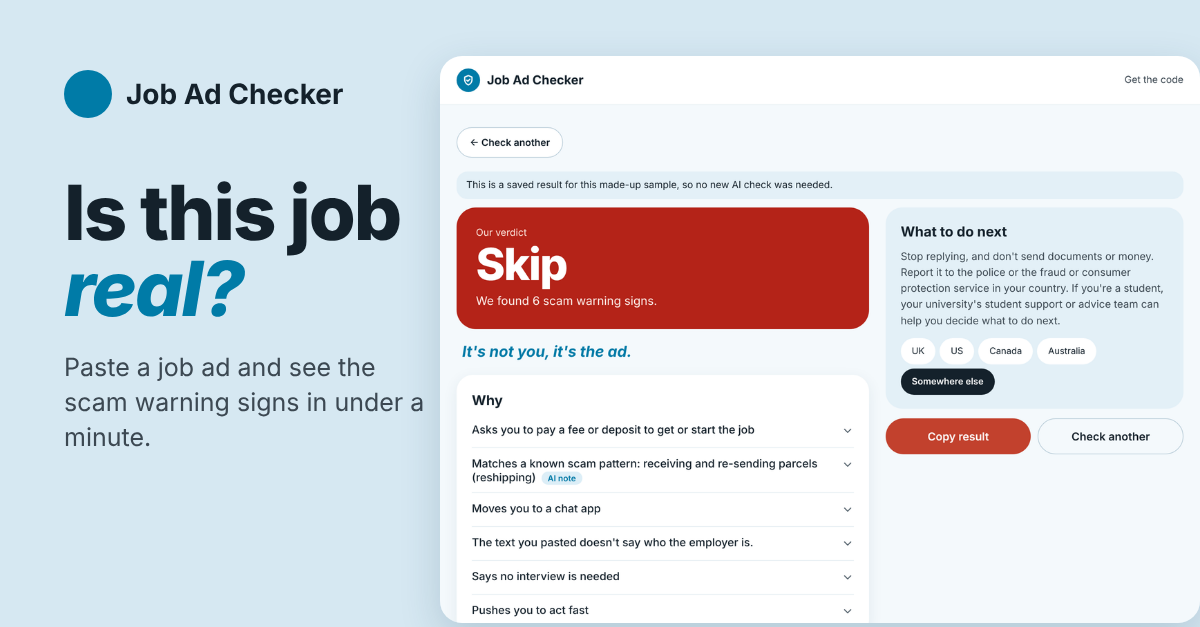 Job Ad Checker
Is this job
real?
Paste a job ad and see the
scam warning signs in under a
minute.
Job Ad Checker
Get the code
← Check another
This is a saved result for this made-up sample, so no new AI check was needed.
Our verdict
Skip
We found 6 scam warning signs.
It's not you, it's the ad.
Why
Asks you to pay a fee or deposit to get or start the job
Matches a known scam pattern: receiving and re-sending parcels
(reshipping) AI note
Moves you to a chat app
The text you pasted doesn't say who the employer is.
Says no interview is needed
Pushes you to act fast
What to do next
Stop replying, and don't send documents or money.
Report it to the police or the fraud or consumer
protection service in your country. If you're a student,
your university's student support or advice team can
help you decide what to do next.
UK US Canada Australia
Somewhere else
Copy result Check another